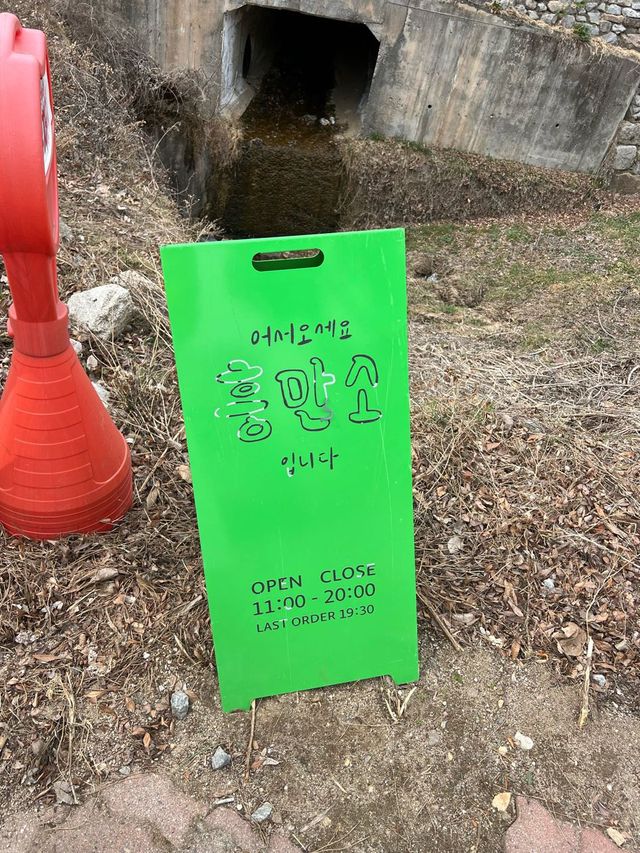 어서오세요
흥만소
입니다
OPEN CLOSE
11:00 - 20:00
LAST ORDER 19:30